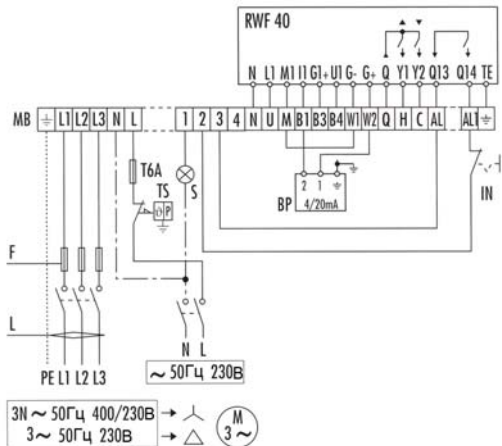 RWF 40
N L1 M1 I1 G1+ U1 G- G+ Q Y1 Y2 Q13 Q14 TE
MB L1 L2 L3 N L 1 2 3 4 N U M B1 B3 B4 W1 W2 Q H C AL AL1
T6A
TS
S
P
2 1
BP 4/20mA
IN
F
L
PE L1 L2 L3
N L
~ 50Гц 230В
3N ~ 50Гц 400/230В →
3 ~ 50Гц 230В →
M
3 ~